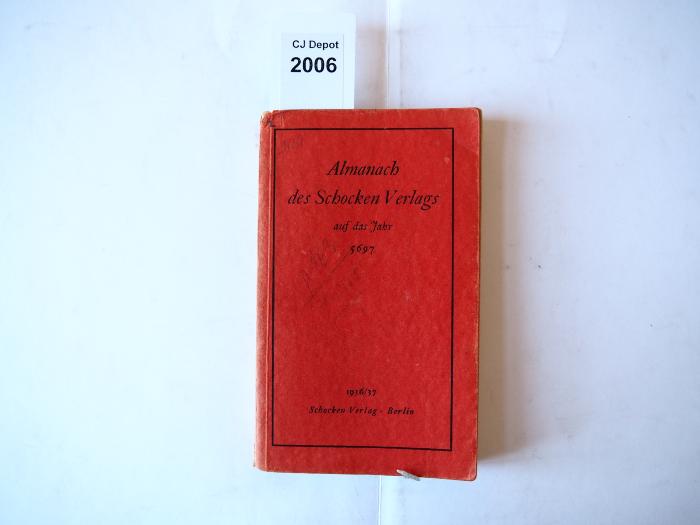 CJ Depot
2006
Almanach
des Schocken Verlags
auf das Jahr
5697
1936/37
Schocken Verlag · Berlin